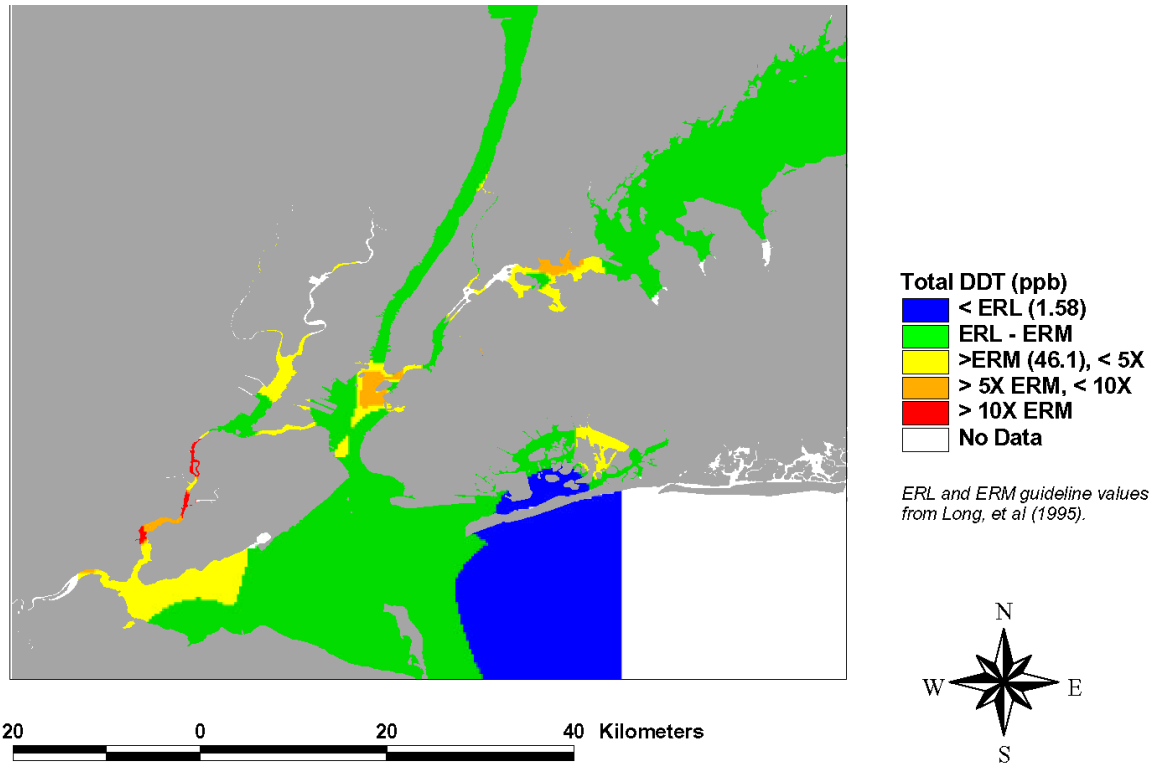 Total DDT (ppb)
< ERL (1.58)
ERL - ERM
>ERM (46.1), < 5X
> 5X ERM, < 10X
> 10X ERM
No Data
ERL and ERM guideline values
from Long, et al (1995).
N
W E
S
20 0 20 40 Kilometers